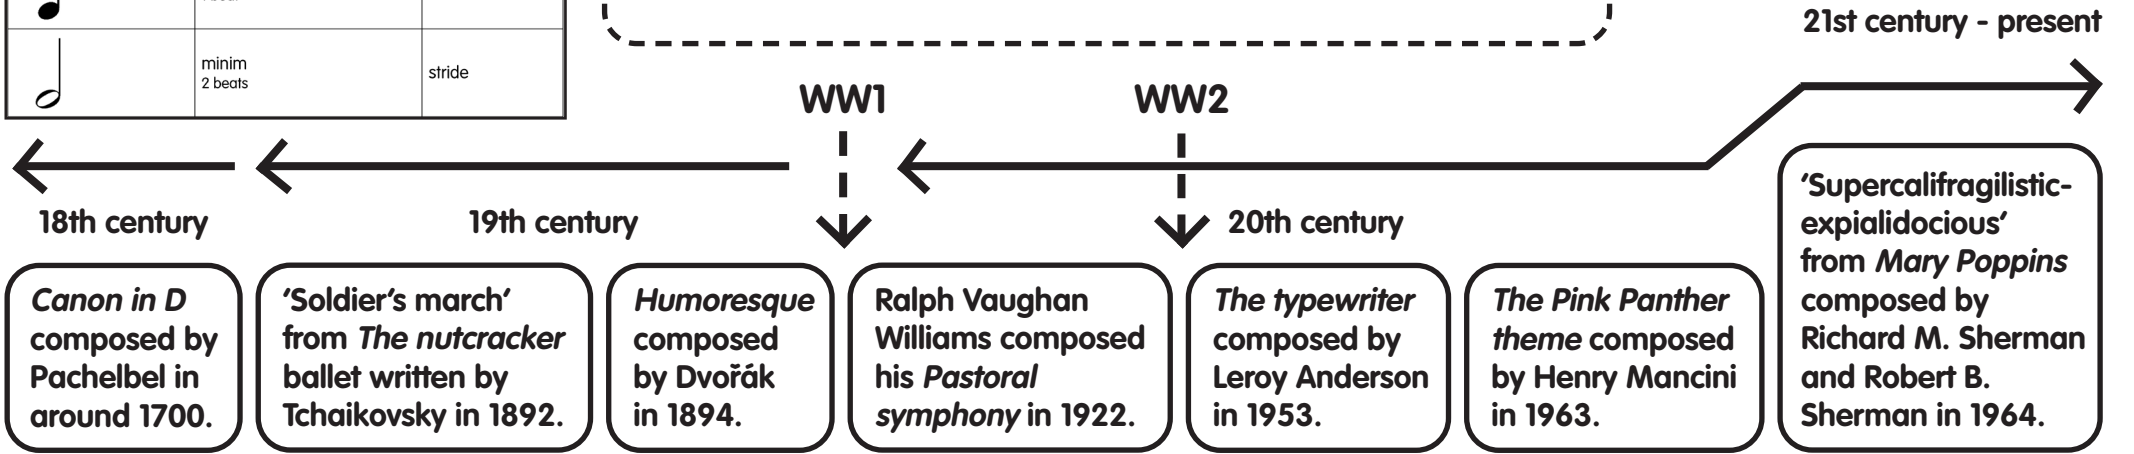 minim
2 beats
stride
21st century - present
WW1
WW2
18th century
19th century
20th century
Canon in D
composed by
Pachelbel in
around 1700.
‘Soldier’s march’
from The nutcracker
ballet written by
Tchaikovsky in 1892.
Humoresque
composed
by Dvořák
in 1894.
Ralph Vaughan
Williams composed
his Pastoral
symphony in 1922.
The typewriter
composed by
Leroy Anderson
in 1953.
The Pink Panther
theme composed
by Henry Mancini
in 1963.
‘Supercalifragilistic-
expialidocious’
from Mary Poppins
composed by
Richard M. Sherman
and Robert B.
Sherman in 1964.